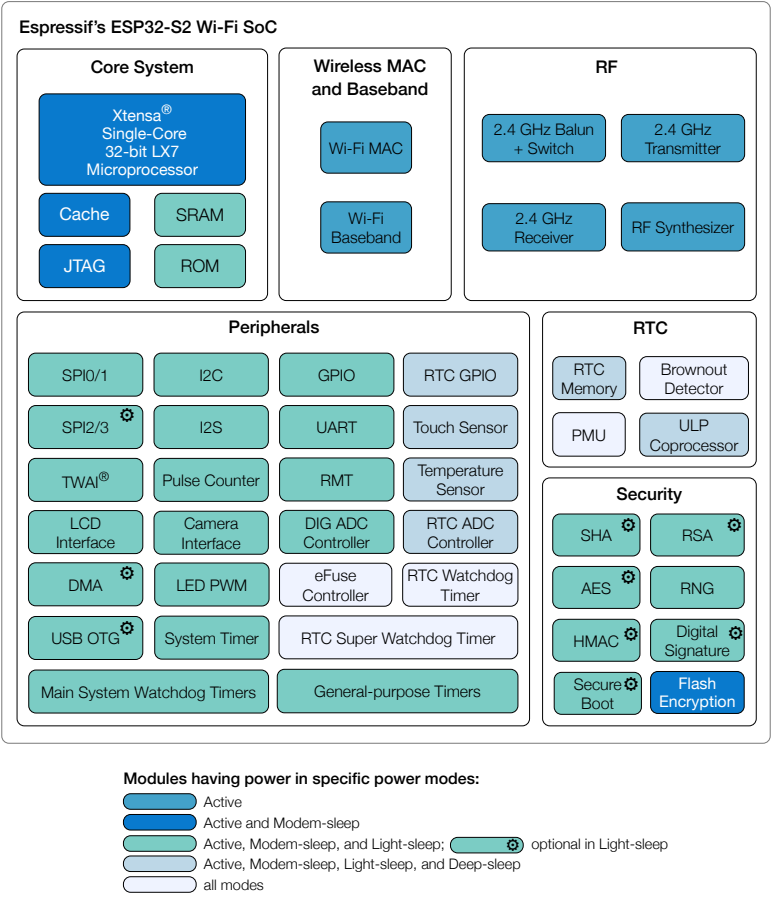 Espressif's ESP32-S2 Wi-Fi SoC
Core System
Xtensa®
Single-Core
32-bit LX7
Microprocessor
Cache
SRAM
JTAG
ROM
Wireless MAC
and Baseband
Wi-Fi MAC
Wi-Fi
Baseband
RF
2.4 GHz Balun
+ Switch
2.4 GHz
Transmitter
2.4 GHz
Receiver
RF Synthesizer
Peripherals
SPI0/1
I2C
GPIO
RTC GPIO
SPI2/3
I2S
UART
Touch Sensor
TWAI®
Pulse Counter
RMT
Temperature
Sensor
LCD
Interface
Camera
Interface
DIG ADC
Controller
RTC ADC
Controller
DMA
LED PWM
eFuse
Controller
RTC Watchdog
Timer
USB OTG
System Timer
RTC Super Watchdog Timer
Main System Watchdog Timers
General-purpose Timers
RTC
RTC
Memory
Brownout
Detector
PMU
ULP
Coprocessor
Security
SHA
RSA
AES
RNG
HMAC
Digital
Signature
Secure
Boot
Flash
Encryption
Modules having power in specific power modes:
Active
Active and Modem-sleep
Active, Modem-sleep, and Light-sleep; optional in Light-sleep
Active, Modem-sleep, Light-sleep, and Deep-sleep
all modes